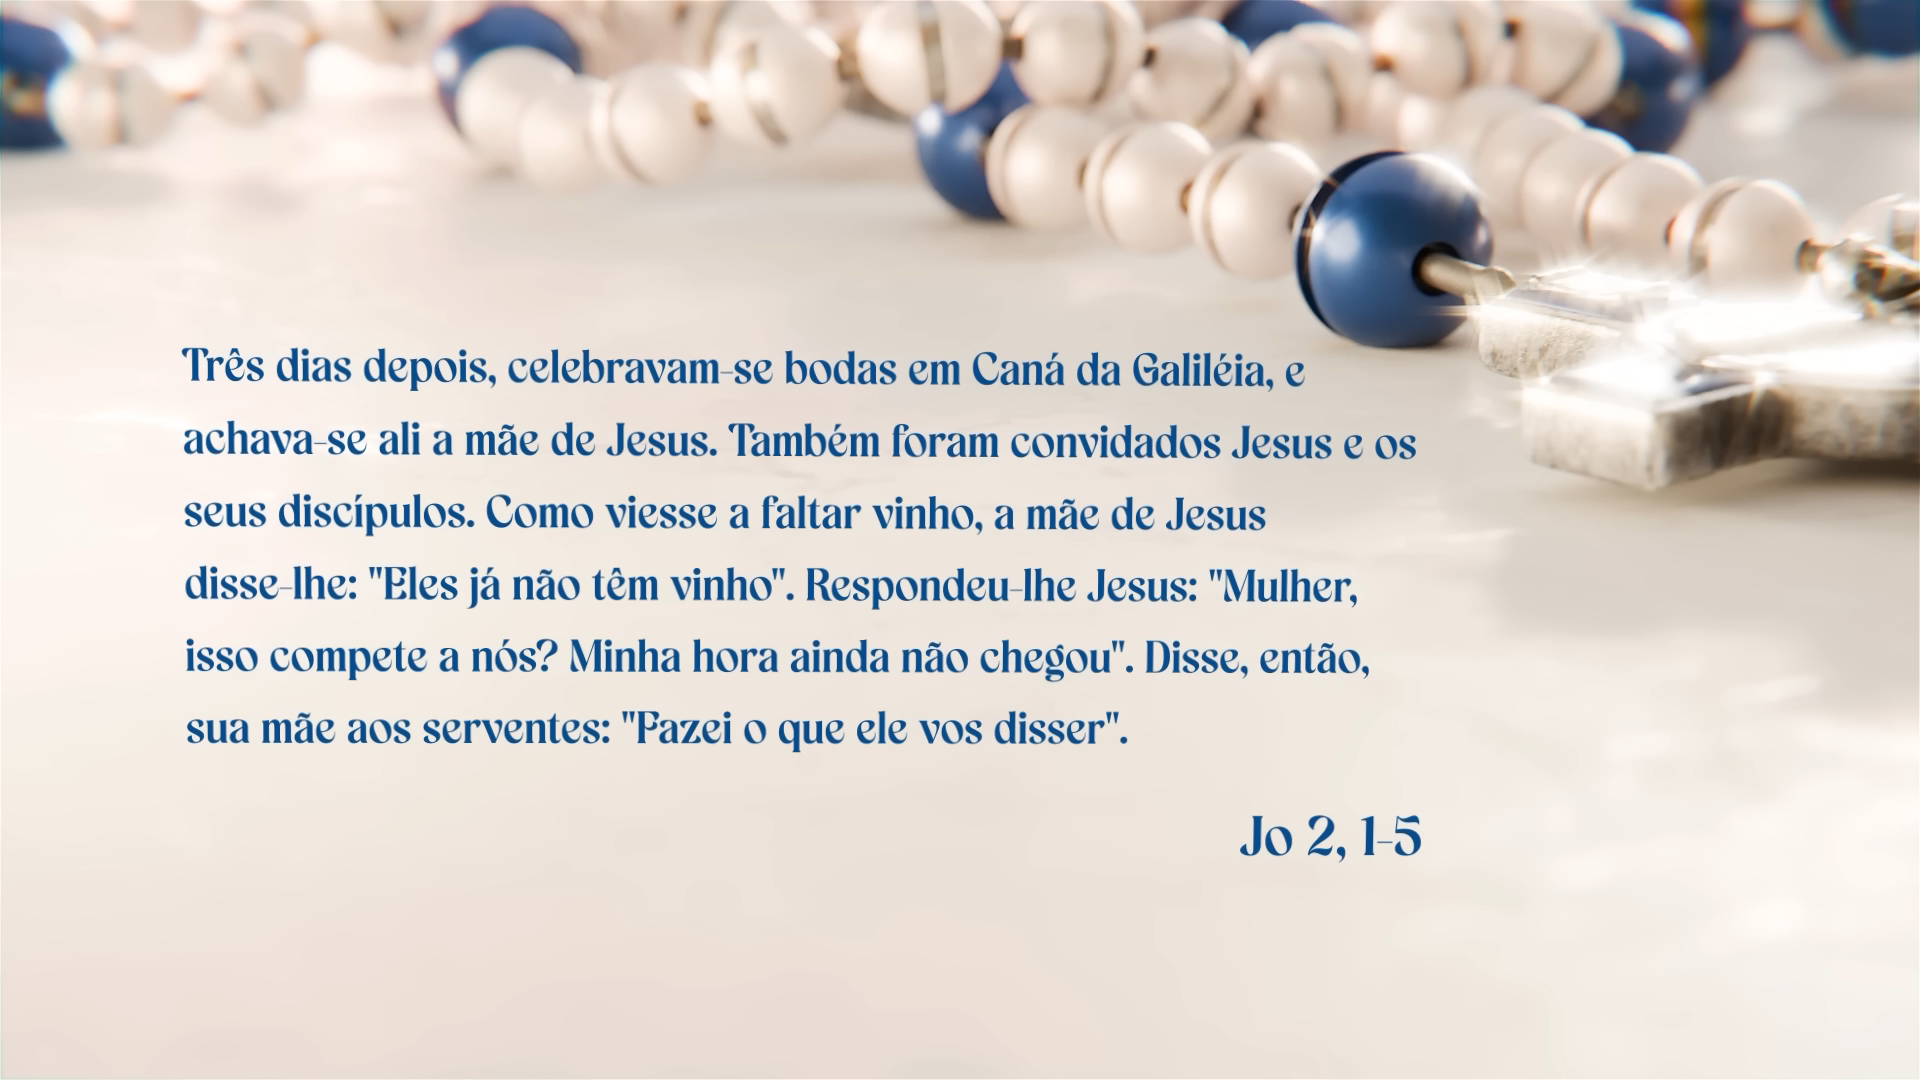 Três dias depois, celebravam-se bodas em Caná da Galiléia, e
achava-se ali a mãe de Jesus. Também foram convidados Jesus e os
seus discípulos. Como viesse a faltar vinho, a mãe de Jesus
disse-lhe: "Eles já não têm vinho". Respondeu-lhe Jesus: "Mulher,
isso compete a nós? Minha hora ainda não chegou". Disse, então,
sua mãe aos serventes: "Fazei o que ele vos disser".
Jo 2, 1-5